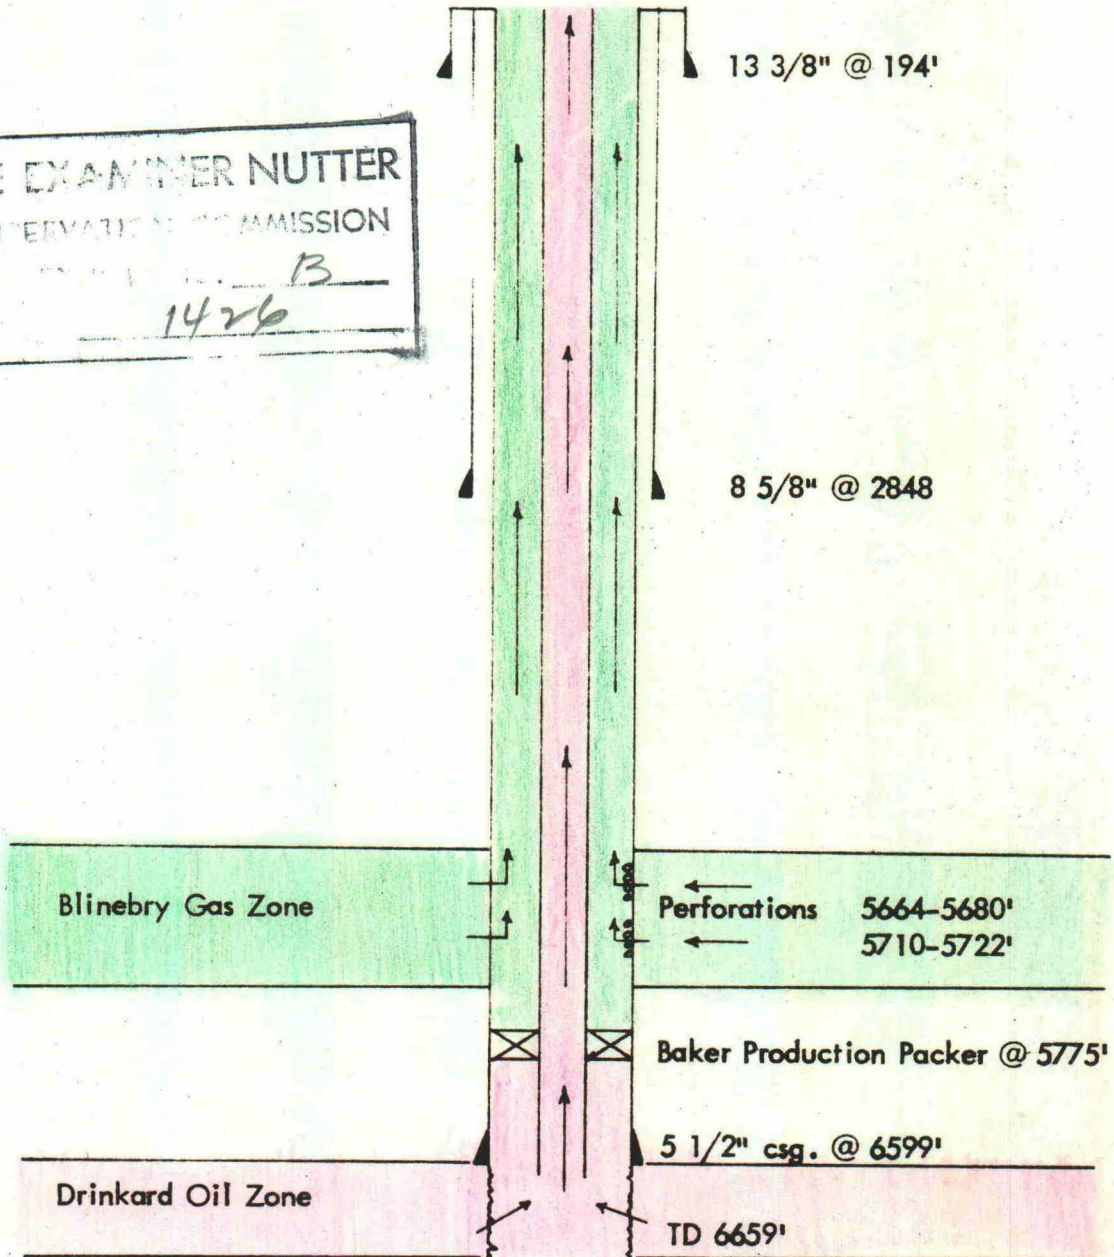 13 3/8" @ 194'
EXAMINER NUTTER
MMISSION
B
1426
8 5/8" @ 2848
Blinebry Gas Zone
Perforations 5664-5680'
5710-5722'
Baker Production Packer @ 5775'
5 1/2" csg. @ 6599'
Drinkard Oil Zone
TD 6659'